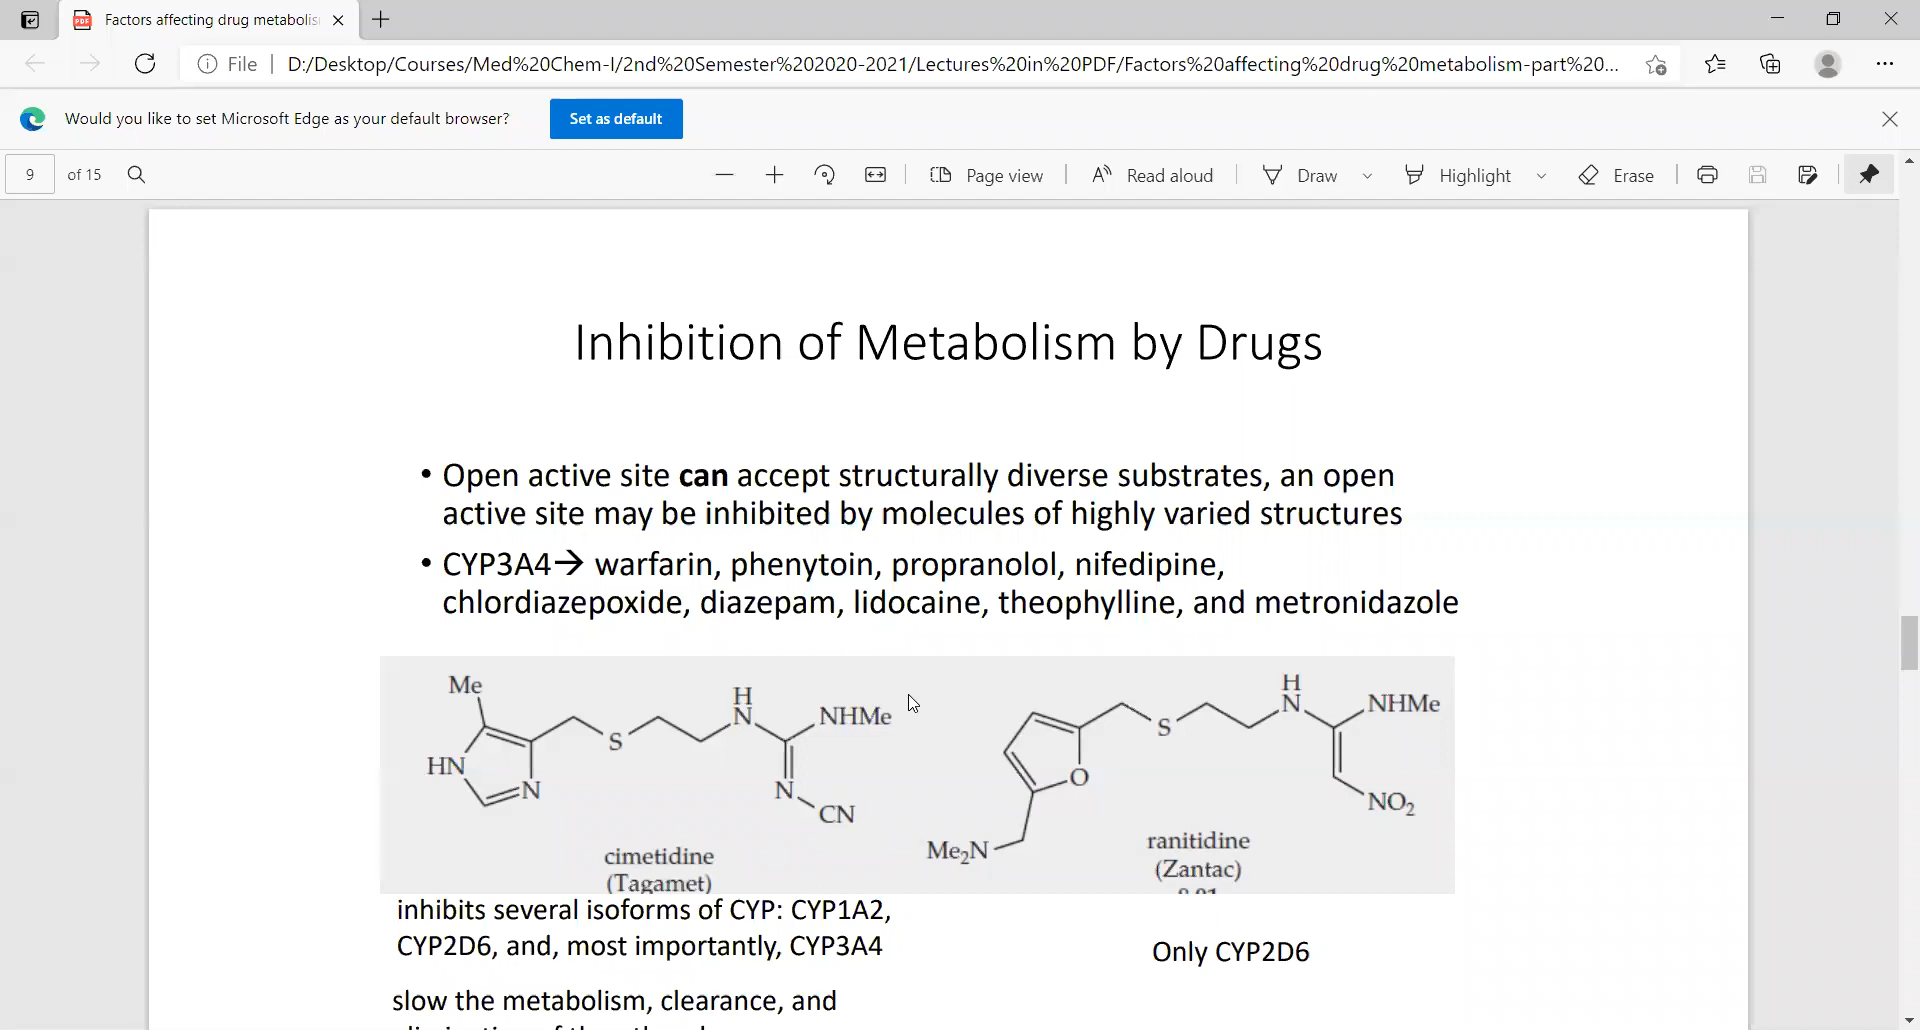 Factors affecting drug metabolis
File
D:/Desktop/Courses/Med%20Chem-I/2nd%20Semester%202020-2021/Lectures%20in%20PDF/Factors%20affecting%20drug%20metabolism-part%20...
Would you like to set Microsoft Edge as your default browser?
Set as default
9 of 15
Page view
Read aloud
Draw
Highlight
Erase
Inhibition of Metabolism by Drugs
• Open active site can accept structurally diverse substrates, an open
active site may be inhibited by molecules of highly varied structures
• CYP3A4→ warfarin, phenytoin, propranolol, nifedipine,
chlordiazepoxide, diazepam, lidocaine, theophylline, and metronidazole
Me
HN
N
S
H
N
NHMe
N
CN
cimetidine
(Tagamet)
O
Me2N
S
H
N
NHMe
NO2
ranitidine
(Zantac)
inhibits several isoforms of CYP: CYP1A2,
CYP2D6, and, most importantly, CYP3A4
Only CYP2D6
slow the metabolism, clearance, and